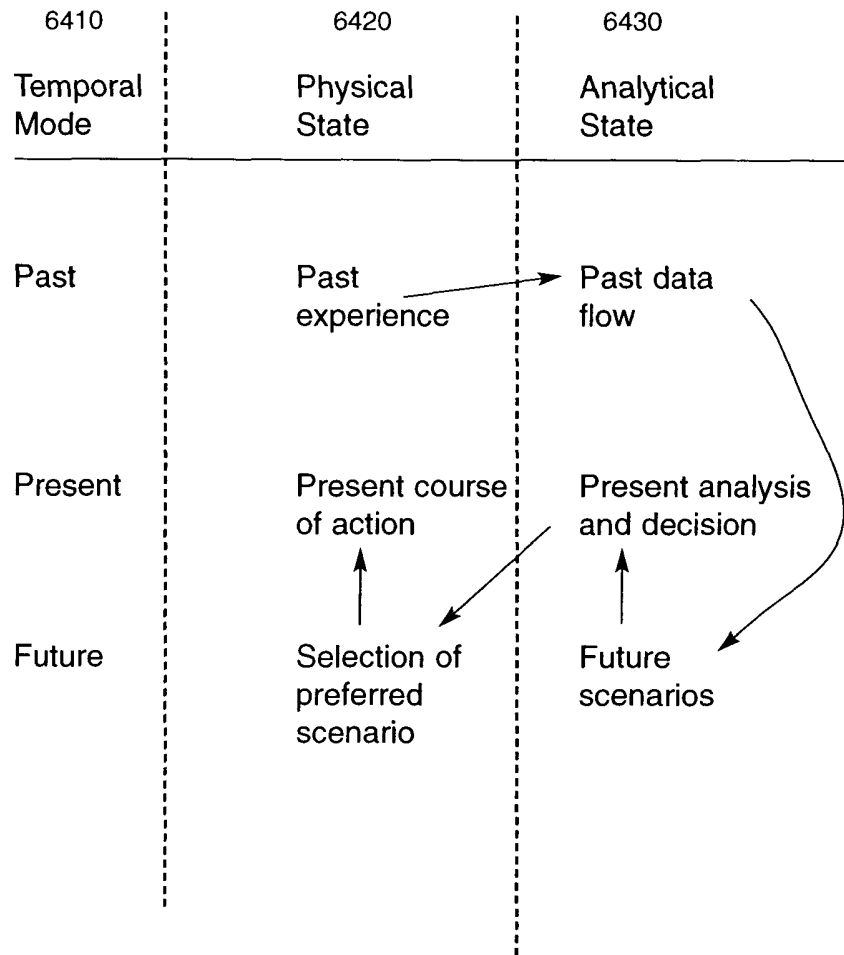 6410 6420 6430
Temporal Physical Analytical
Mode State State
Past Past Past data
experience flow
Present Present course Present analysis
of action and decision
Future Selection of Future
preferred scenarios
scenario